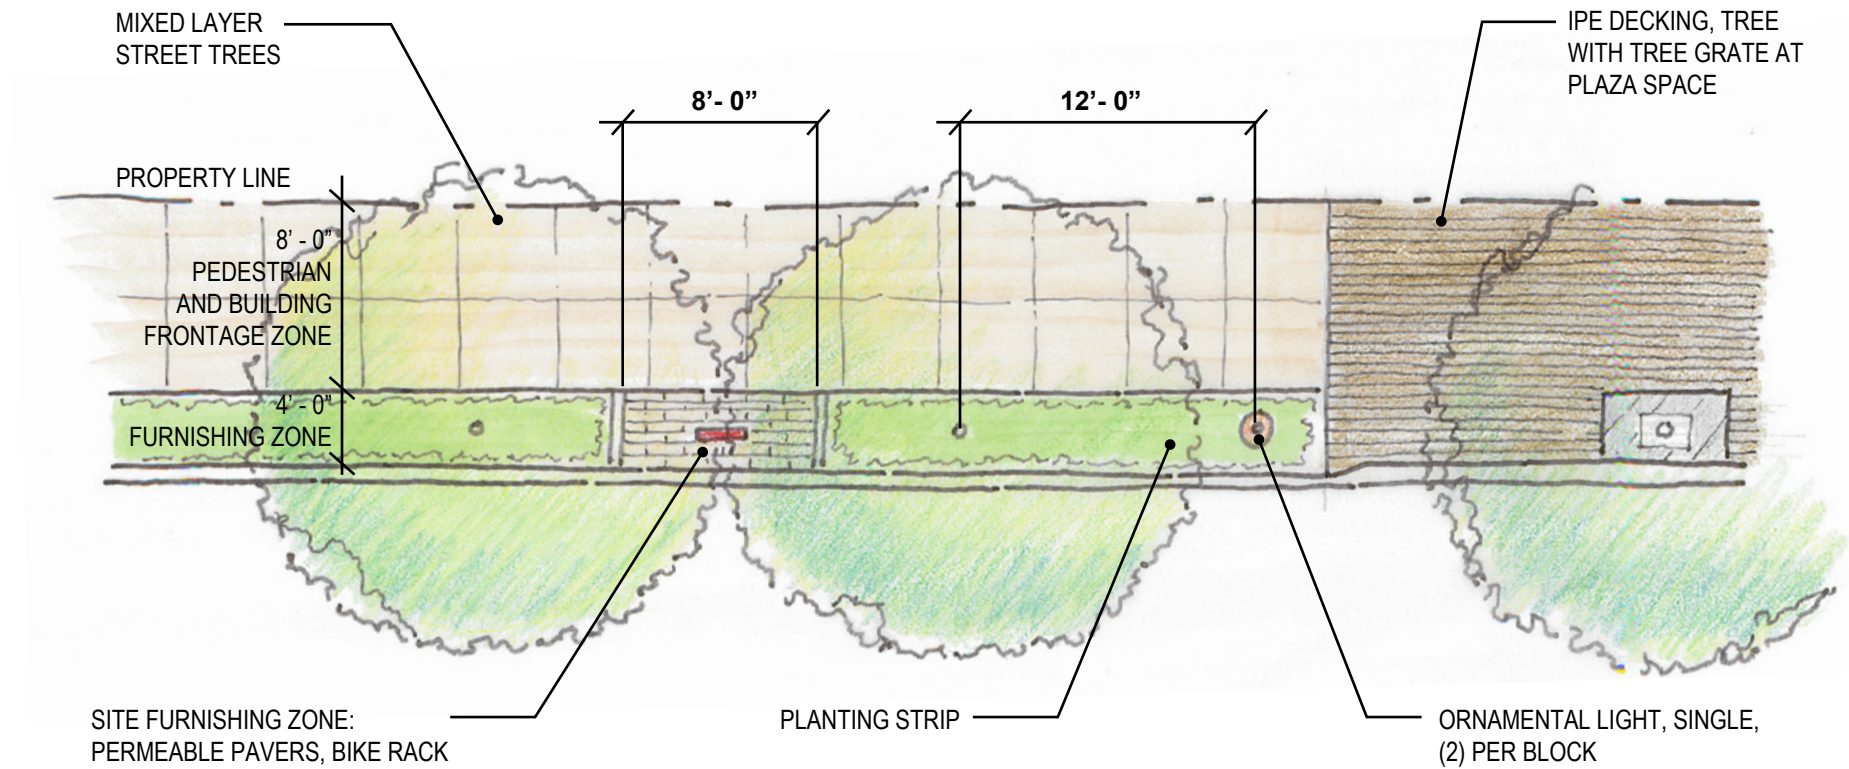 MIXED LAYER
STREET TREES
IPE DECKING, TREE
WITH TREE GRATE AT
PLAZA SPACE
8’- 0”
12’- 0”
PROPERTY LINE
8’ - 0”
PEDESTRIAN
AND BUILDING
FRONTAGE ZONE
4’ - 0”
FURNISHING ZONE
SITE FURNISHING ZONE:
PERMEABLE PAVERS, BIKE RACK
PLANTING STRIP
ORNAMENTAL LIGHT, SINGLE,
(2) PER BLOCK